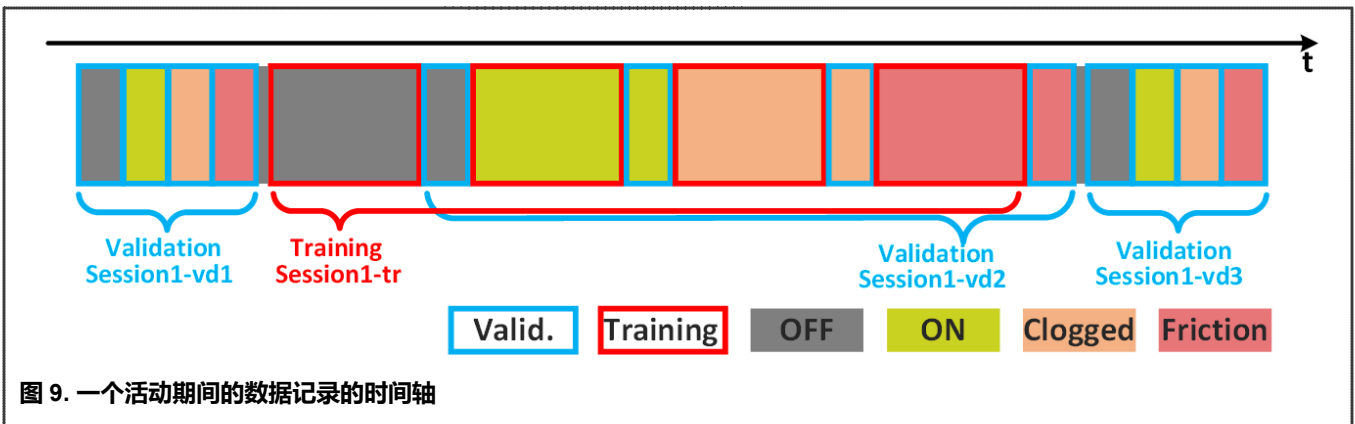 t
Validation
Session1-vd1
Training
Session1-tr
Validation
Session1-vd2
Validation
Session1-vd3
Valid.
Training
OFF
ON
Clogged
Friction
图 9. 一个活动期间的数据记录的时间轴